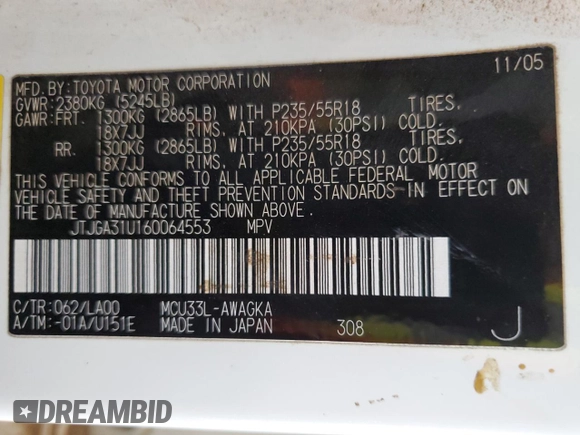 MFD.BY:TOYOTA MOTOR CORPORATION 11/05
GVWR:2380KG (5245LB)
GAWR:FRT. 1300KG (2865LB) WITH P235/55R18 TIRES,
18X7JJ RIMS, AT 210KPA (30PSI) COLD.
RR. 1300KG (2865LB) WITH P235/55R18 TIRES,
18X7JJ RIMS, AT 210KPA (30PSI) COLD.
THIS VEHICLE CONFORMS TO ALL APPLICABLE FEDERAL MOTOR
VEHICLE SAFETY AND THEFT PREVENTION STANDARDS IN EFFECT ON
DATE OF MANUFACTURE SHOWN ABOVE.
JTJGA31U160064553 MPV
C/TR:062/LA00 MCU33L-AWAGKA
A/TM:-01A/U151E MADE IN JAPAN 308 J
DREAMBID